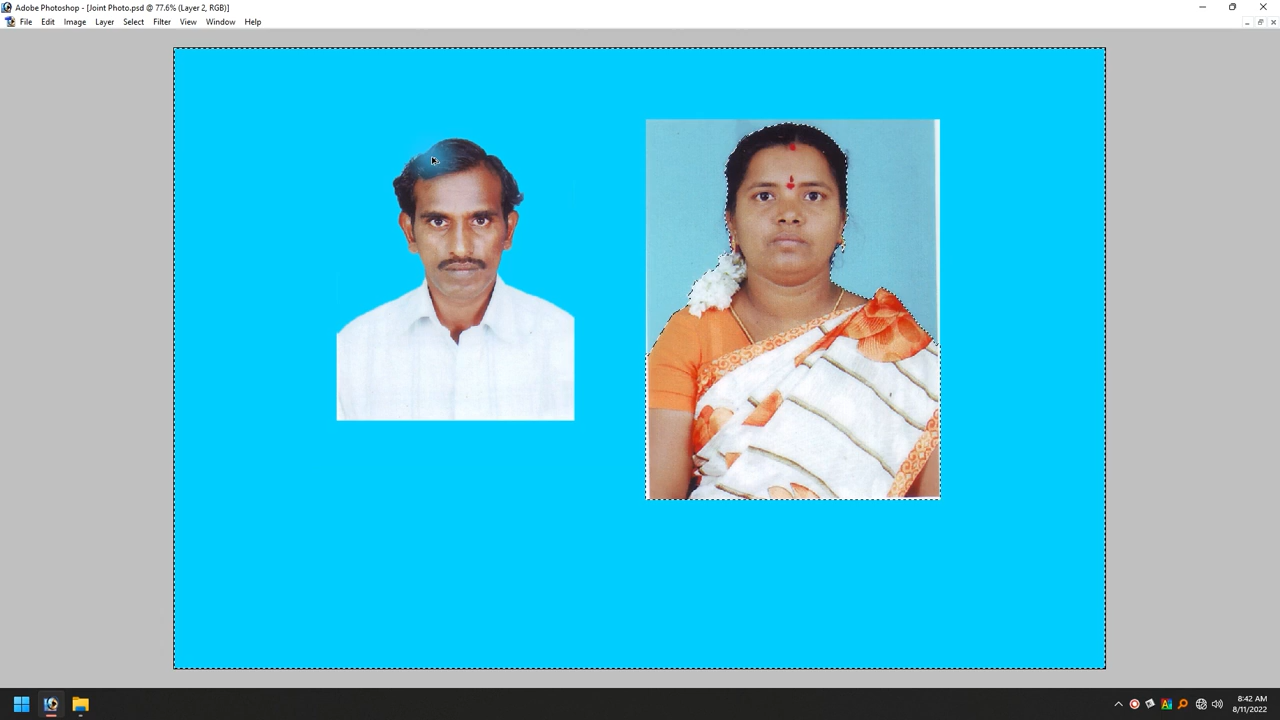 Adobe Photoshop - [Joint Photo.psd @ 77.6% (Layer 2, RGB)]
File Edit Image Layer Select Filter View Window Help
8:42 AM
8/11/2022